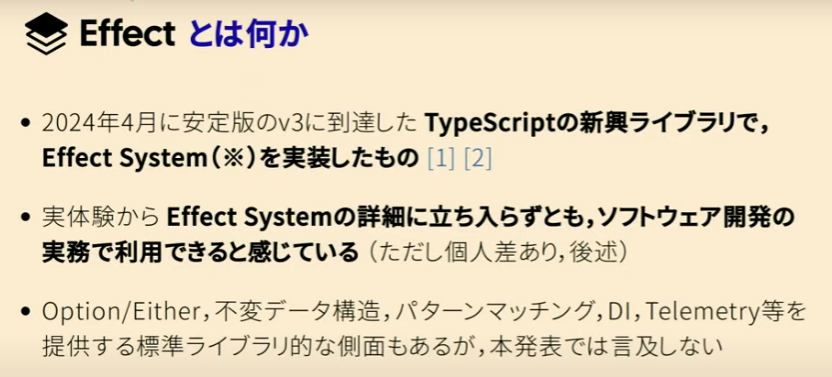 Effect とは何か
• 2024年4月に安定版のv3に到達した TypeScriptの新興ライブラリで，
Effect System（※）を実装したもの [1] [2]
• 実体験から Effect Systemの詳細に立ち入らずとも，ソフトウェア開発の
実務で利用できると感じている（ただし個人差あり，後述）
• Option/Either，不変データ構造，パターンマッチング，DI，Telemetry等を
提供する標準ライブラリ的な側面もあるが，本発表では言及しない